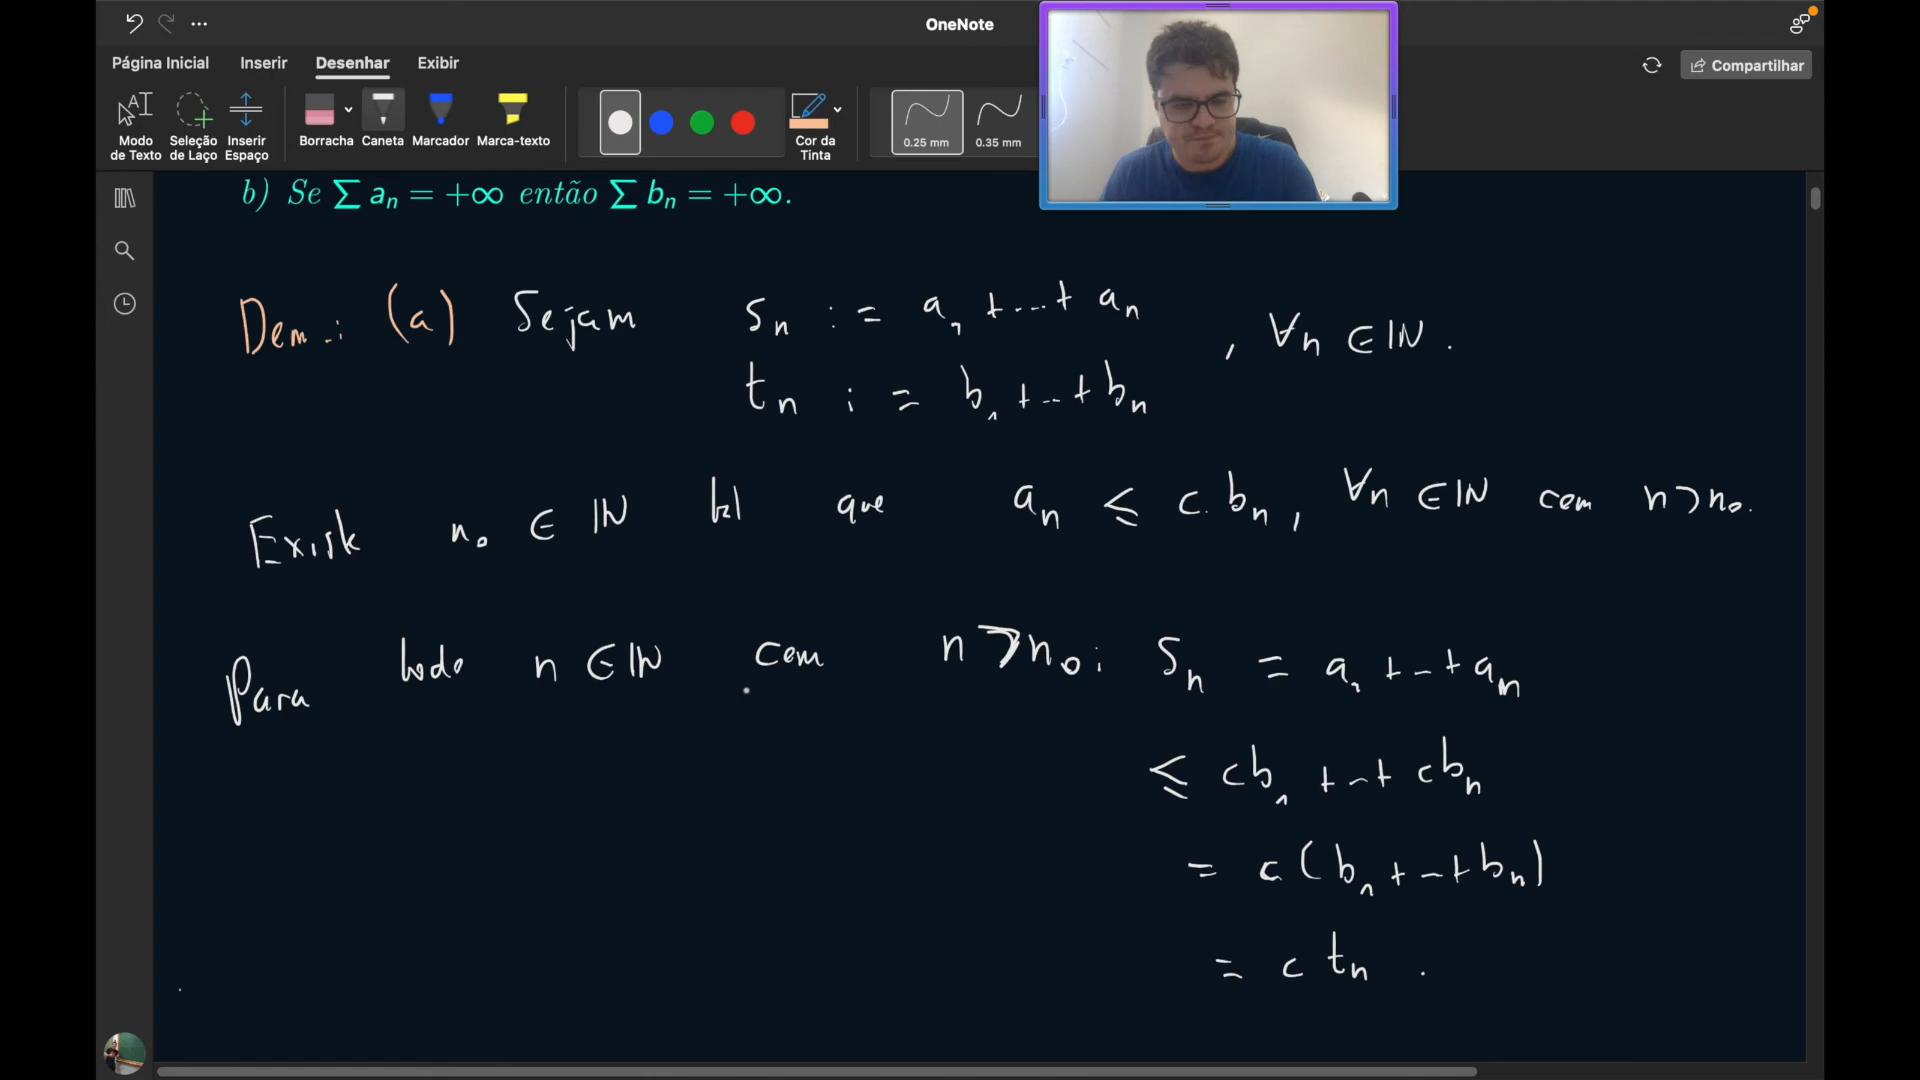 OneNote
Página Inicial Inserir Desenhar Exibir
Compartilhar
Modo de Texto
Seleção de Laço
Inserir Espaço
Borracha
Caneta
Marcador
Marca-texto
Cor da Tinta
0.25 mm
0.35 mm
b) Se ∑ aₙ = +∞ então ∑ bₙ = +∞.
Dem.: (a) Sejam sₙ := a₁ + ... + aₙ
tₙ := b₁ + ... + bₙ , ∀n ∈ ℕ.
Existe n₀ ∈ ℕ tal que aₙ ≤ c.bₙ, ∀n ∈ ℕ com n > n₀.
Para todo n ∈ ℕ com n > n₀: sₙ = a₁ + ... + aₙ
≤ cb₁ + ... + cbₙ
= c(b₁ + ... + bₙ)
= c tₙ.